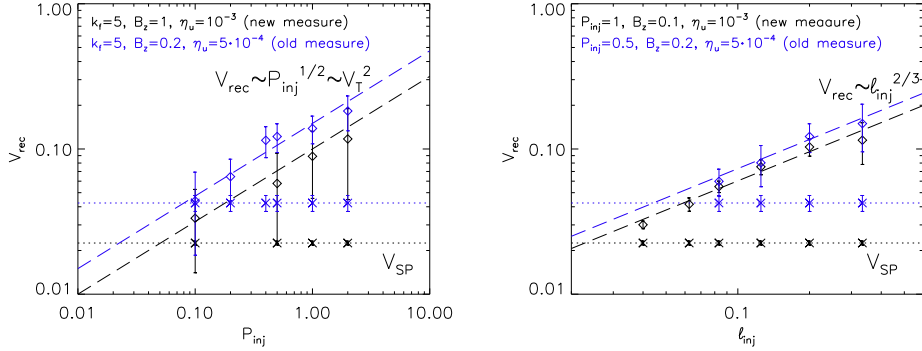 k_f=5, B_z=1, η_u=10^-3 (new measure)
k_f=5, B_z=0.2, η_u=5·10^-4 (old measure)
V_rec~P_inj^1/2~V_T^2
1.00
0.10
0.01
V_rec
V_SP
0.01 0.10 1.00 10.00
P_inj
P_inj=1, B_z=0.1, η_u=10^-3 (new measure)
P_inj=0.5, B_z=0.2, η_u=5·10^-4 (old measure)
V_rec~ℓ_inj^2/3
1.00
0.10
0.01
V_rec
V_SP
0.1
ℓ_inj